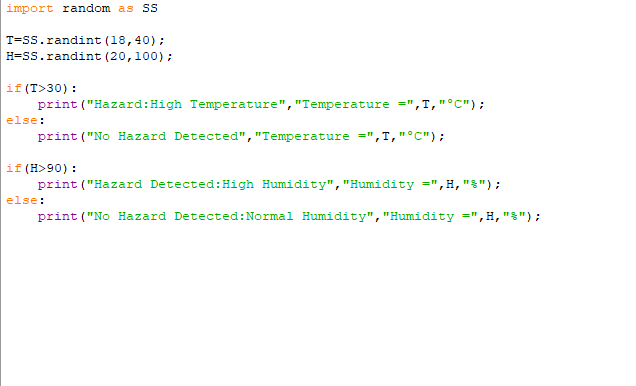 import random as SS
T=SS.randint(18,40);
H=SS.randint(20,100);
if(T>30):
print("Hazard:High Temperature","Temperature =",T,"°C");
else:
print("No Hazard Detected","Temperature =",T,"°C");
if(H>90):
print("Hazard Detected:High Humidity","Humidity =",H,"%");
else:
print("No Hazard Detected:Normal Humidity","Humidity =",H,"%");